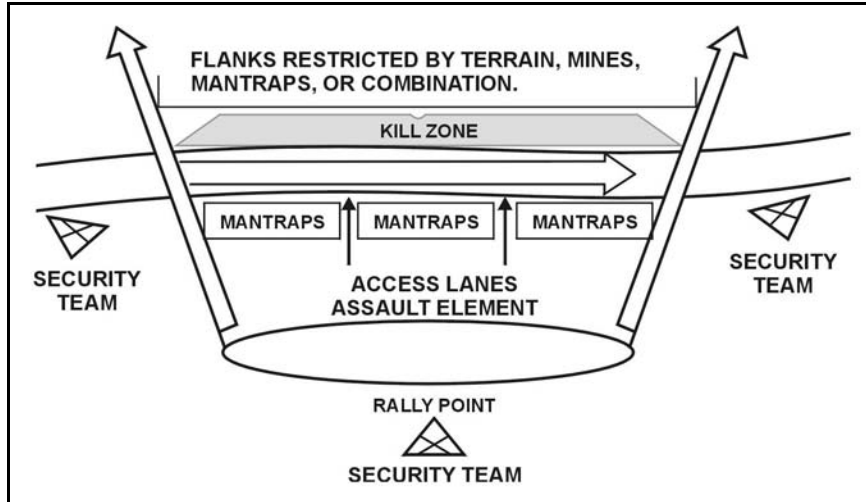 FLANKS RESTRICTED BY TERRAIN, MINES,
MANTRAPS, OR COMBINATION.
KILL ZONE
MANTRAPS
MANTRAPS
MANTRAPS
SECURITY
TEAM
ACCESS LANES
ASSAULT ELEMENT
SECURITY
TEAM
RALLY POINT
SECURITY TEAM